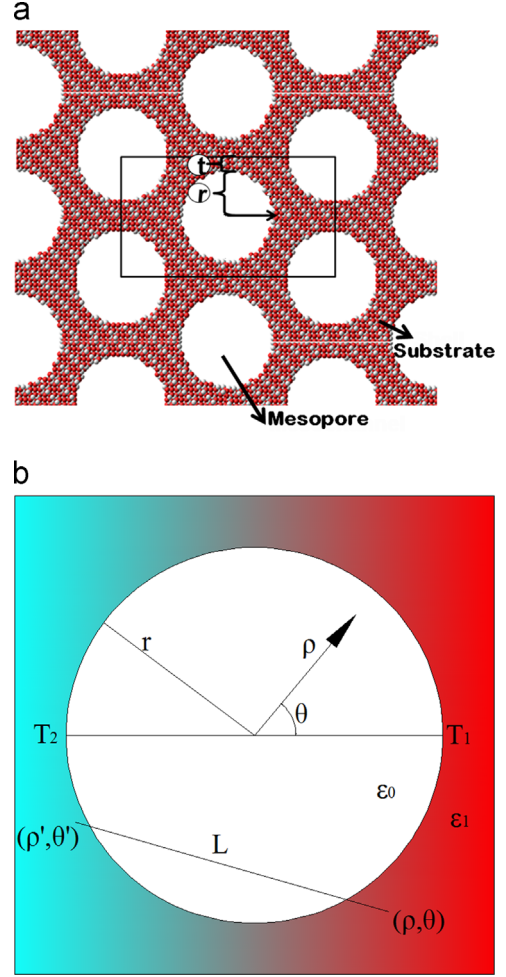 a
t
r
Substrate
Mesopore
b
r
ρ
θ
T₂
T₁
ε₀
ε₁
(ρ',θ')
L
(ρ,θ)